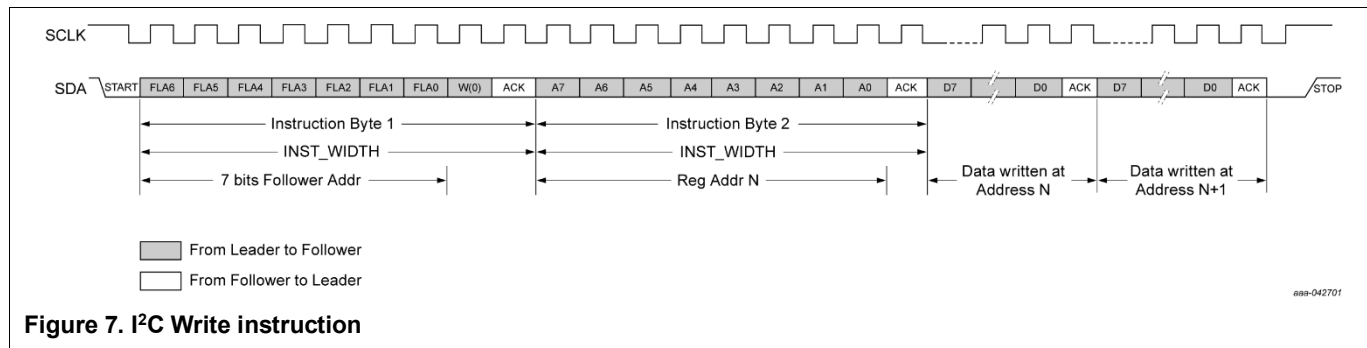 SCLK
SDA START FLA6 FLA5 FLA4 FLA3 FLA2 FLA1 FLA0 W(0) ACK A7 A6 A5 A4 A3 A2 A1 A0 ACK D7 D0 ACK D7 D0 ACK STOP
Instruction Byte 1 Instruction Byte 2
INST_WIDTH INST_WIDTH
7 bits Follower Addr Reg Addr N Data written at Data written at
Address N Address N+1
From Leader to Follower
From Follower to Leader
aaa-042701
Figure 7. I²C Write instruction